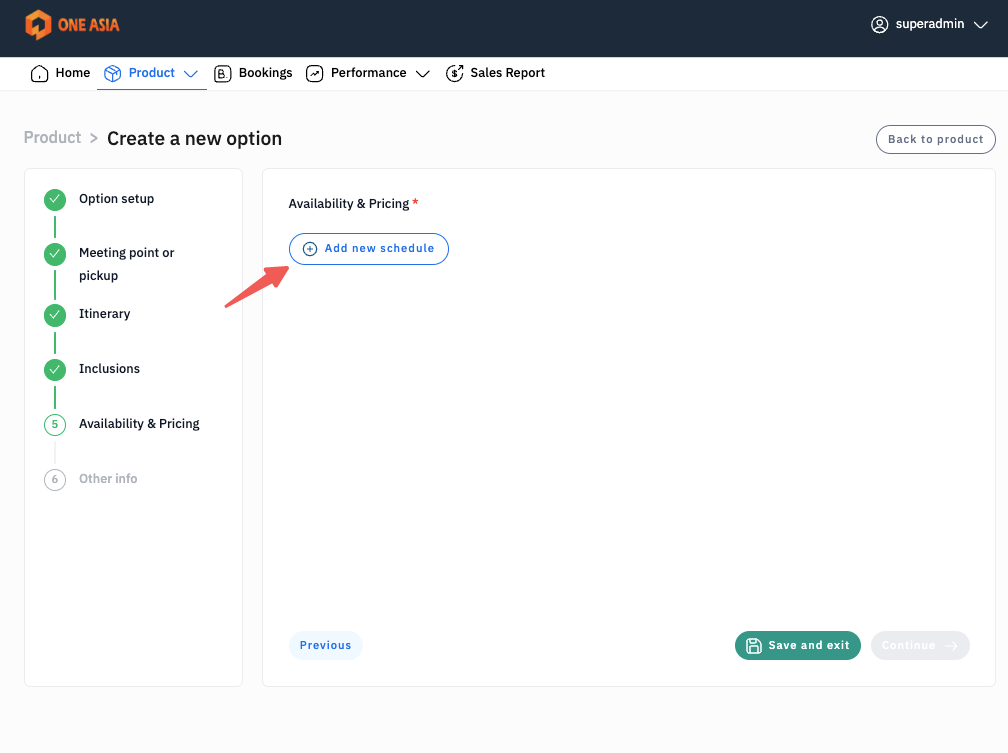 ONE ASIA
superadmin
Home Product Bookings Performance Sales Report
Product > Create a new option
Back to product
Option setup
Meeting point or
pickup
Itinerary
Inclusions
5 Availability & Pricing
6 Other info
Availability & Pricing *
Add new schedule
Previous
Save and exit
Continue